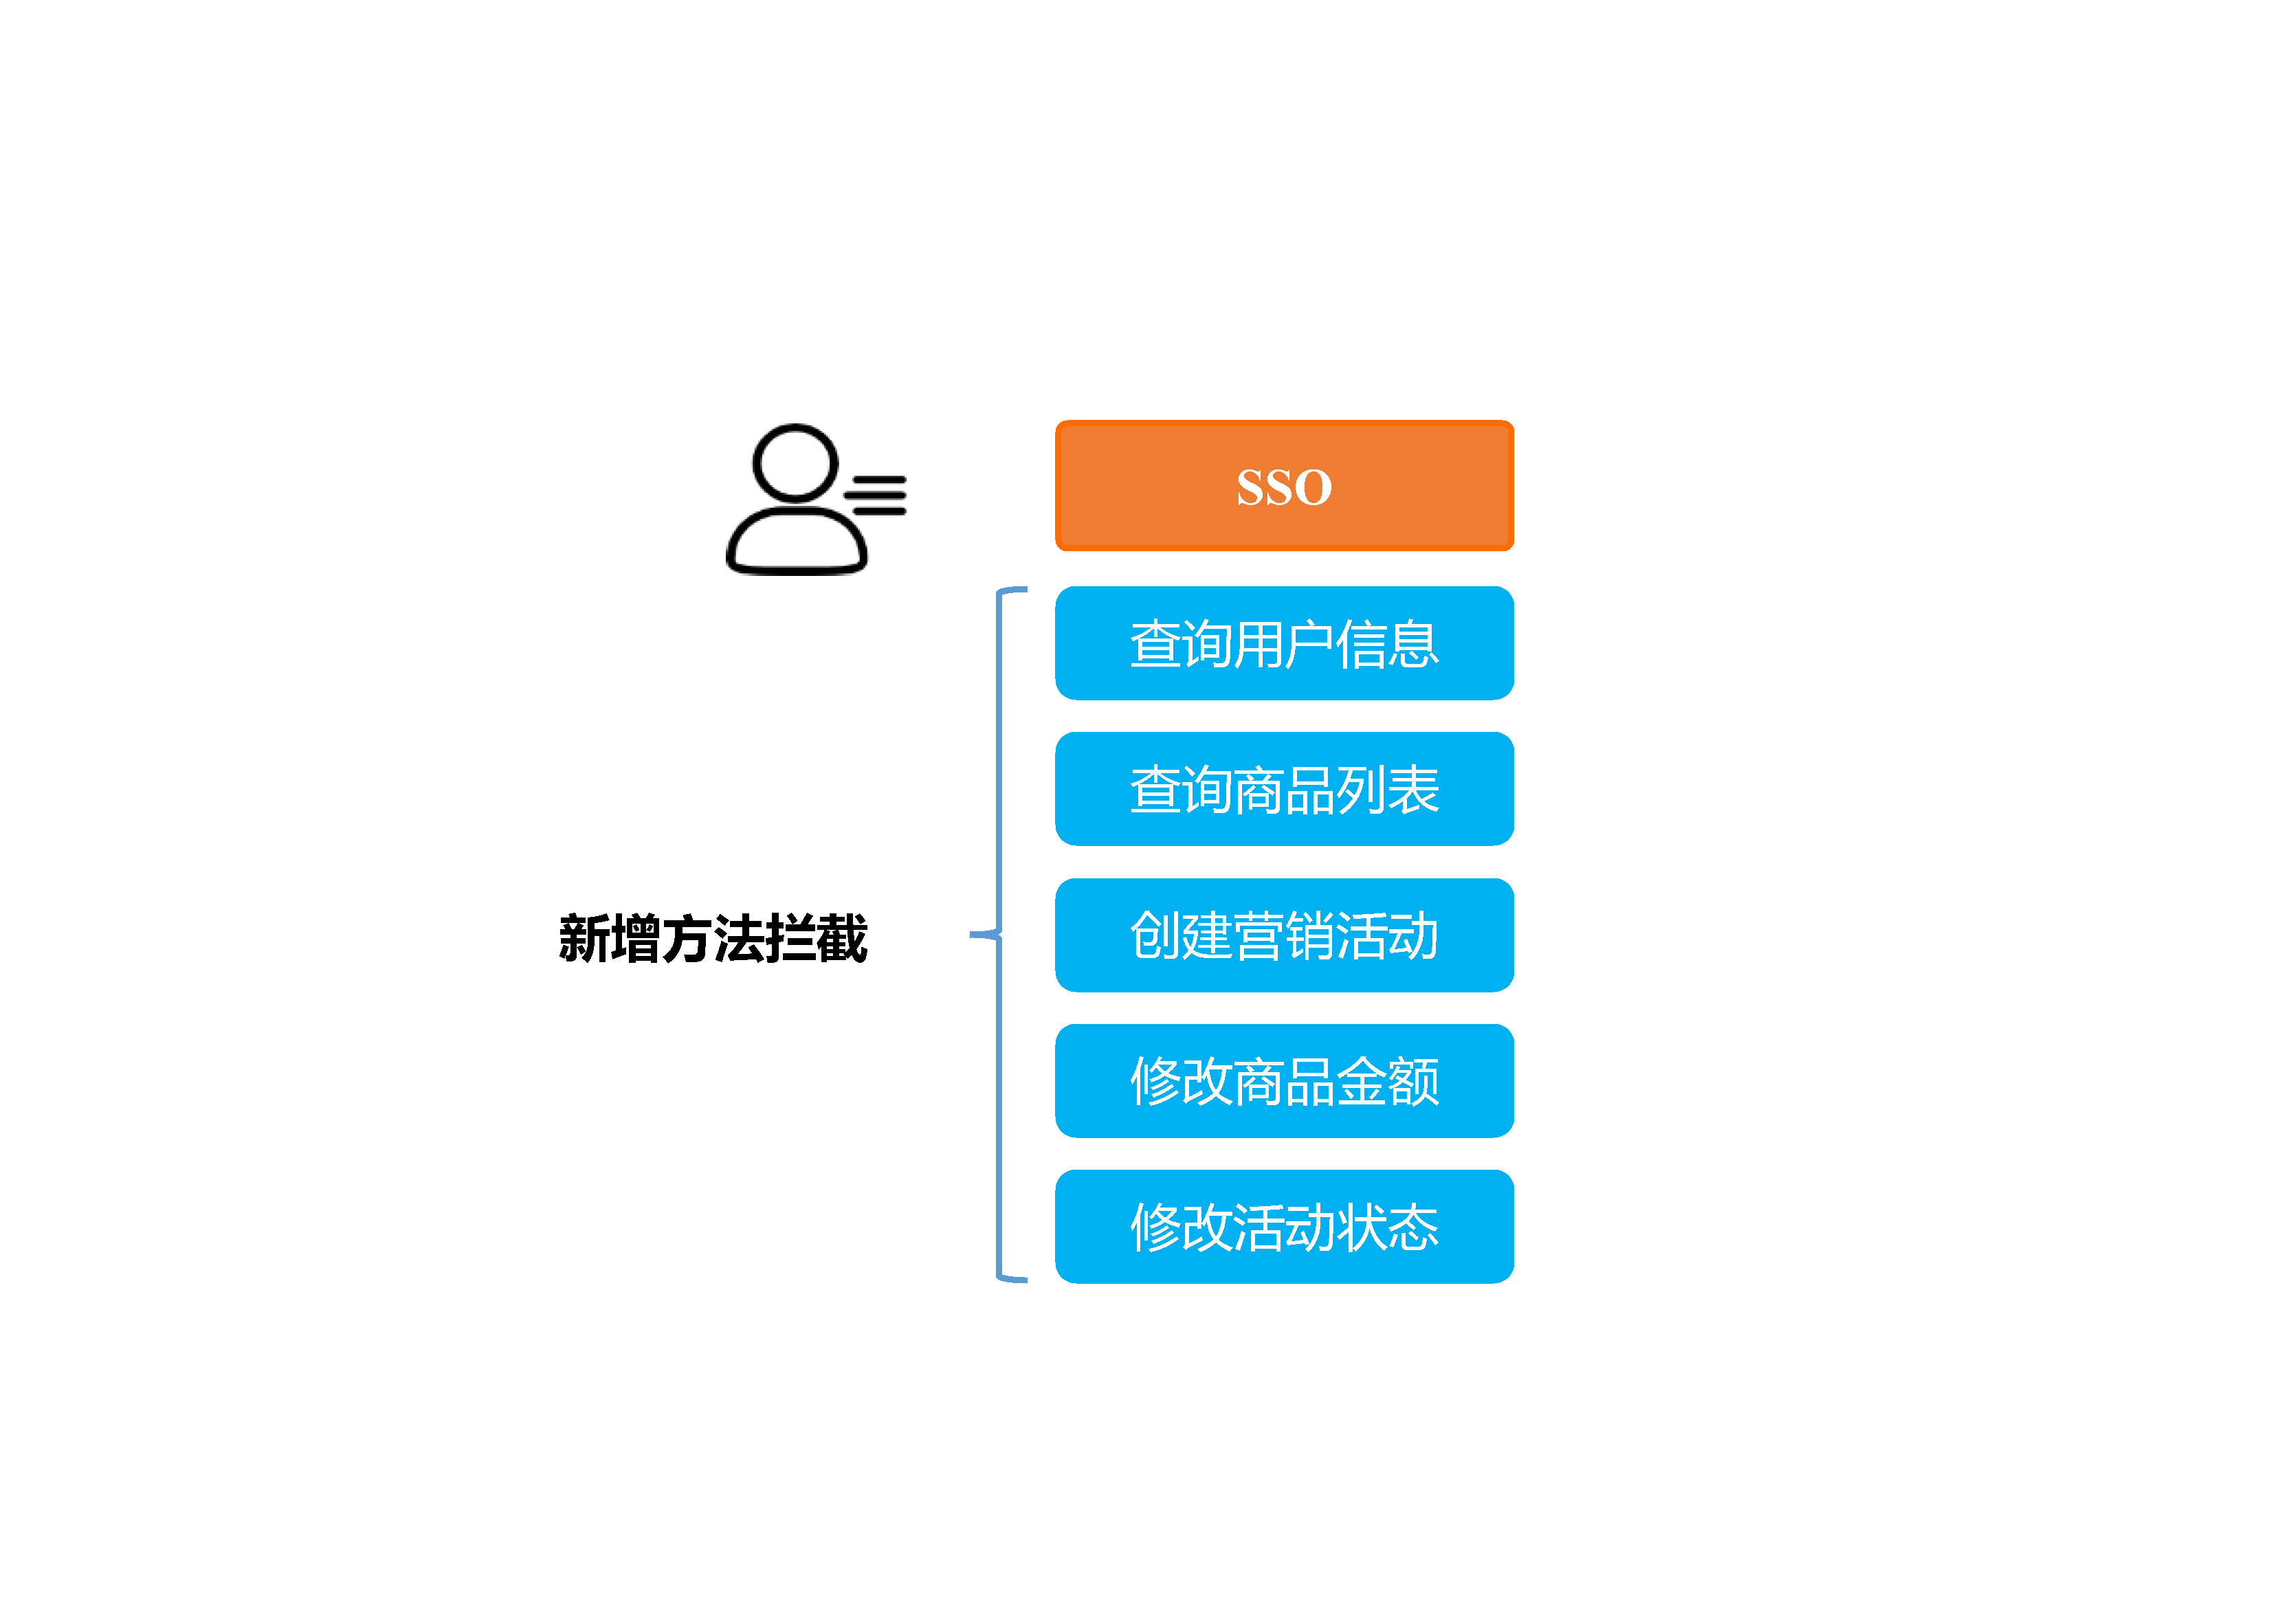 SSO
查询用户信息
查询商品列表
新增方法拦截
创建营销活动
修改商品金额
修改活动状态